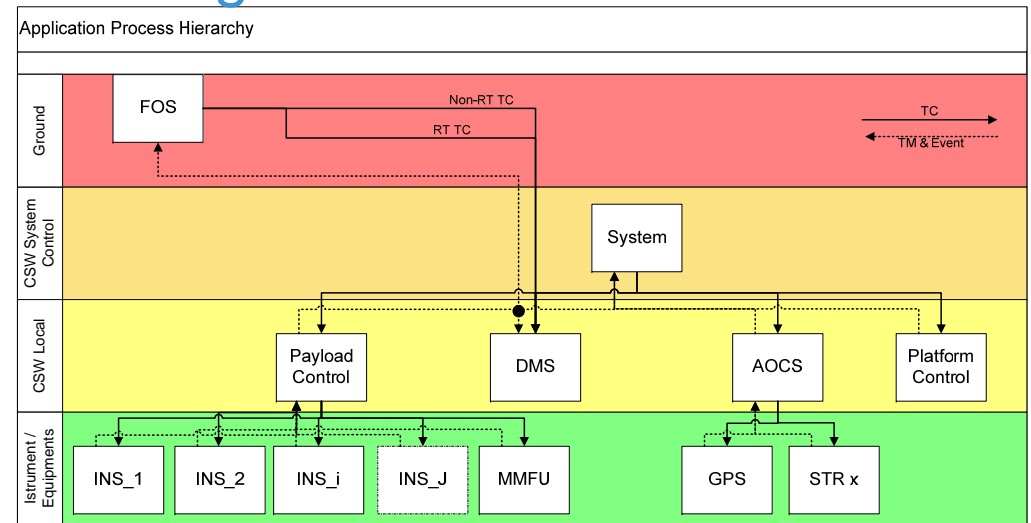 Application Process Hierarchy
Ground
FOS
Non-RT TC
RT TC
TC
TM & Event
CSW System
Control
System
CSW Local
Payload
Control
DMS
AOCS
Platform
Control
Istrument /
Equipments
INS_1
INS_2
INS_i
INS_J
MMFU
GPS
STR x